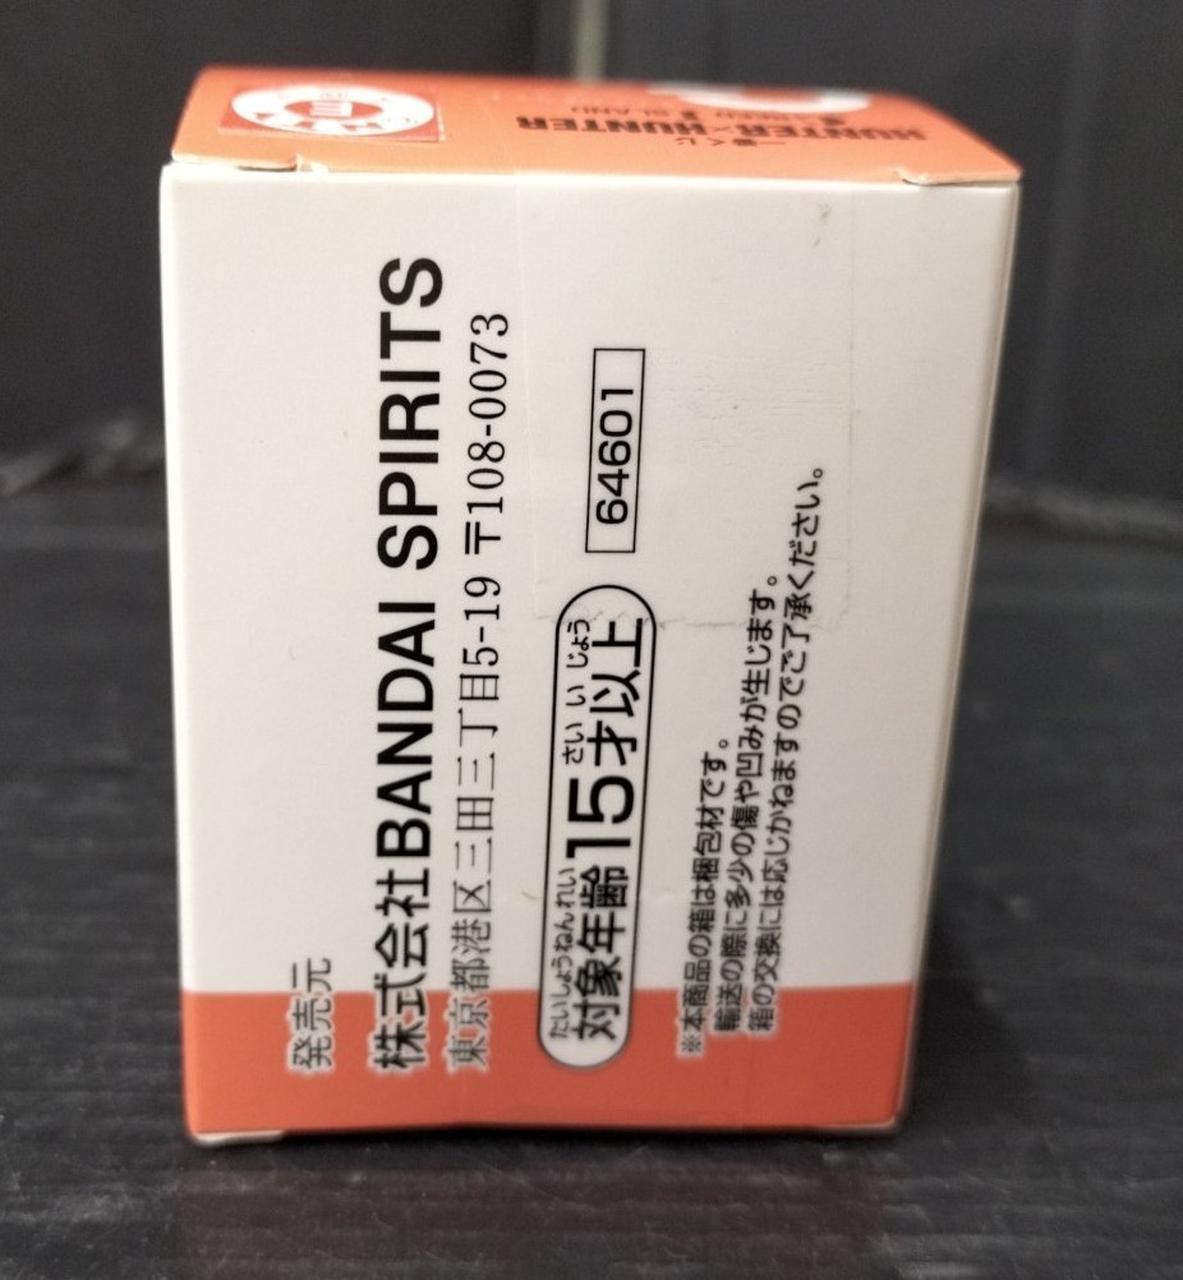 一番くじ
HUNTER×HUNTER
発売元
株式会社BANDAI SPIRITS
東京都港区三田三丁目5-19 〒108-0073
たいしょうねんれい さい い じょう
対象年齢15才以上
64601
※本商品の箱は梱包材です。
輸送の際に多少の傷や凹みが生じます。
箱の交換には応じかねますのでご了承ください。